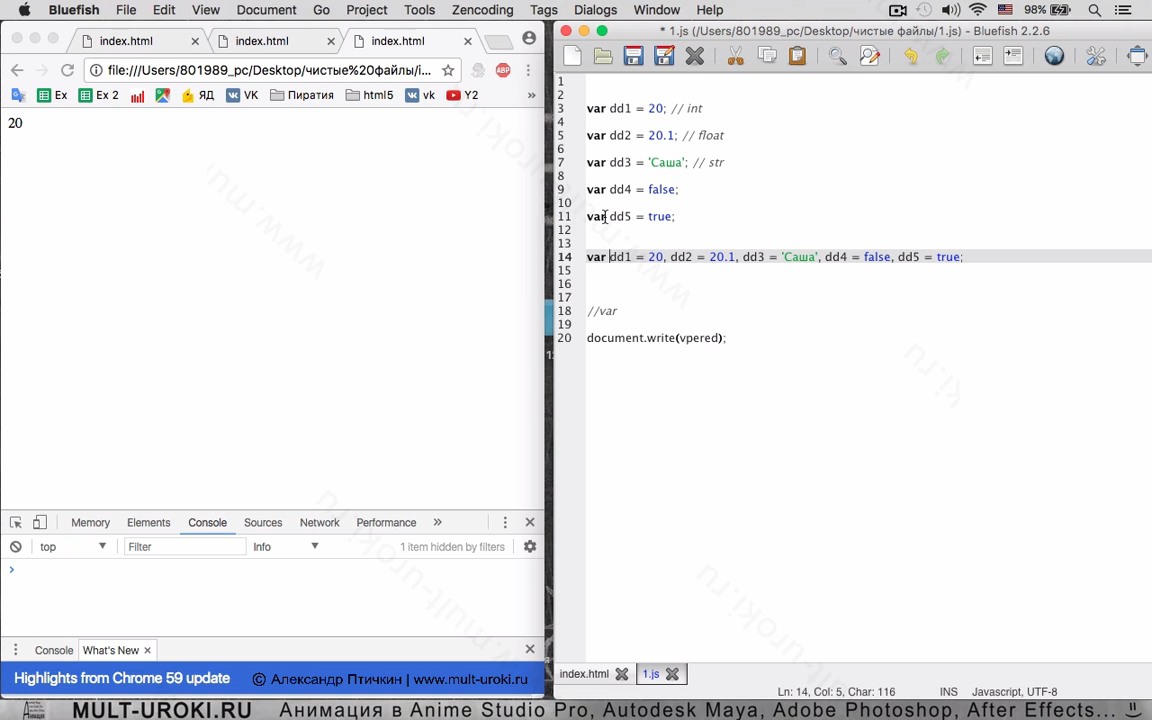 Bluefish File Edit View Document Go Project Tools Zencoding Tags Dialogs Window Help 98%
index.html index.html index.html
file:///Users/801989_pc/Desktop/чистые%20файлы/i...
Ex Ex 2 ЯД VK Пиратия html5 vk Y2 »
20
Memory Elements Console Sources Network Performance »
top Filter Info 1 item hidden by filters
>
Console What's New
Highlights from Chrome 59 update © Александр Птичкин | www.mult-uroki.ru
* 1.js (/Users/801989_pc/Desktop/чистые файлы/1.js) - Bluefish 2.2.6
1
2
3 var dd1 = 20; // int
4
5 var dd2 = 20.1; // float
6
7 var dd3 = 'Саша'; // str
8
9 var dd4 = false;
10
11 var dd5 = true;
12
13
14 var dd1 = 20, dd2 = 20.1, dd3 = 'Саша', dd4 = false, dd5 = true;
15
16
17
18 //var
19
20 document.write(vpered);
index.html 1.js
Ln: 14, Col: 5, Char: 116 INS Javascript, UTF-8
MULT-UROKI.RU Анимация в Anime Studio Pro, Autodesk Maya, Adobe Photoshop, After Effects...